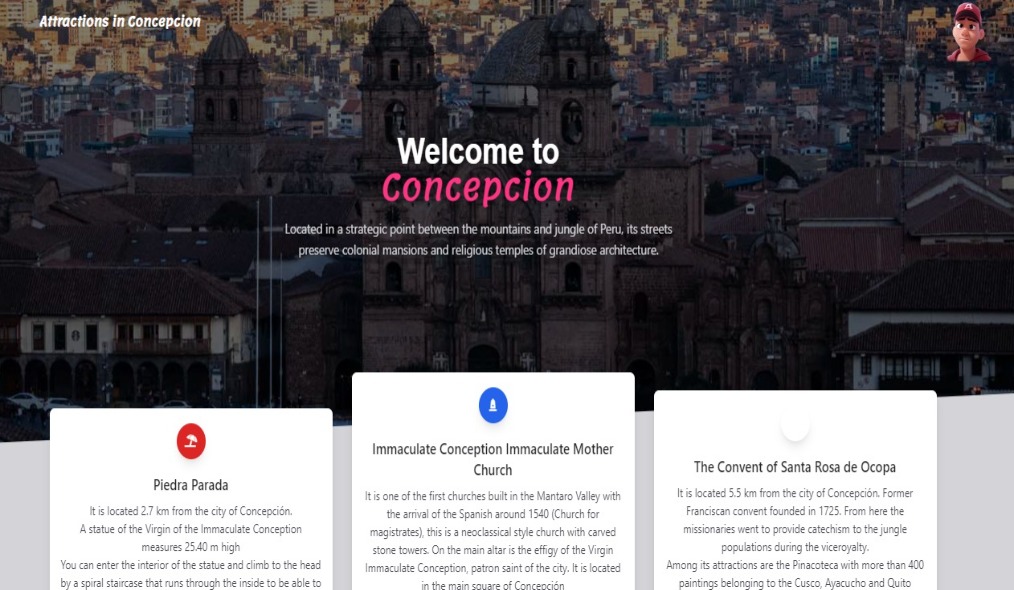 Attractions in Concepcion
Welcome to
Concepcion
Located in a strategic point between the mountains and jungle of Peru, its streets
preserve colonial mansions and religious temples of grandiose architecture.
Piedra Parada
It is located 2.7 km from the city of Concepción.
A statue of the Virgin of the Immaculate Conception
measures 25.40 m high
You can enter the interior of the statue and climb to the head
by a spiral staircase that runs through the inside to be able to
Immaculate Conception Immaculate Mother
Church
It is one of the first churches built in the Mantaro Valley with
the arrival of the Spanish around 1540 (Church for
magistrates), this is a neoclassical style church with carved
stone towers. On the main altar is the effigy of the Virgin
Immaculate Conception, patron saint of the city. It is located
in the main square of Concepción
The Convent of Santa Rosa de Ocopa
It is located 5.5 km from the city of Concepción. Former
Franciscan convent founded in 1725. From here the
missionaries went to provide catechism to the jungle
populations during the viceroyalty.
Among its attractions are the Pinacoteca with more than 400
paintings belonging to the Cusco, Ayacucho and Quito